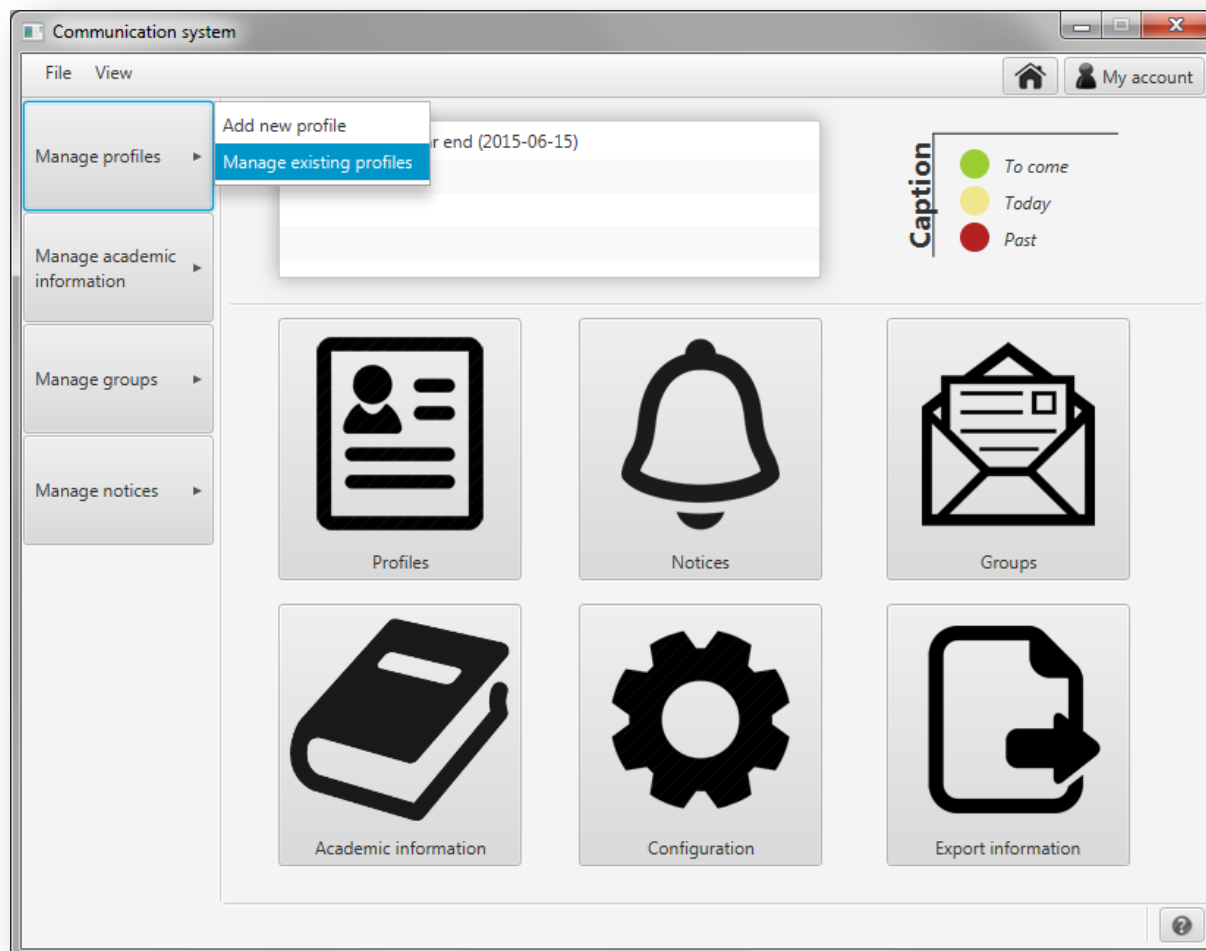 Communication system
File View
My account
Manage profiles
Add new profile
Manage existing profiles
end (2015-06-15)
Caption
To come
Today
Past
Manage academic
information
Manage groups
Manage notices
Profiles
Notices
Groups
Academic information
Configuration
Export information
?